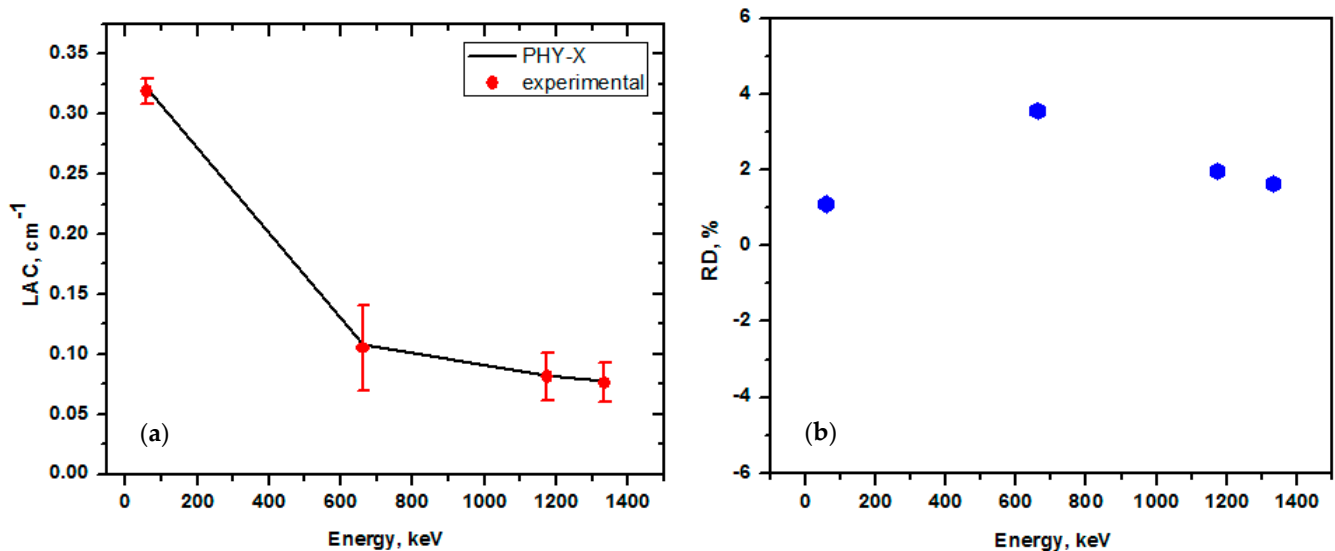 0.35
0.30
0.25
0.20
0.15
0.10
0.05
0.00
LAC, cm-1
PHY-X
experimental
(a)
0 200 400 600 800 1000 1200 1400
Energy, keV
6
4
2
0
-2
-4
-6
RD, %
(b)
0 200 400 600 800 1000 1200 1400
Energy, keV